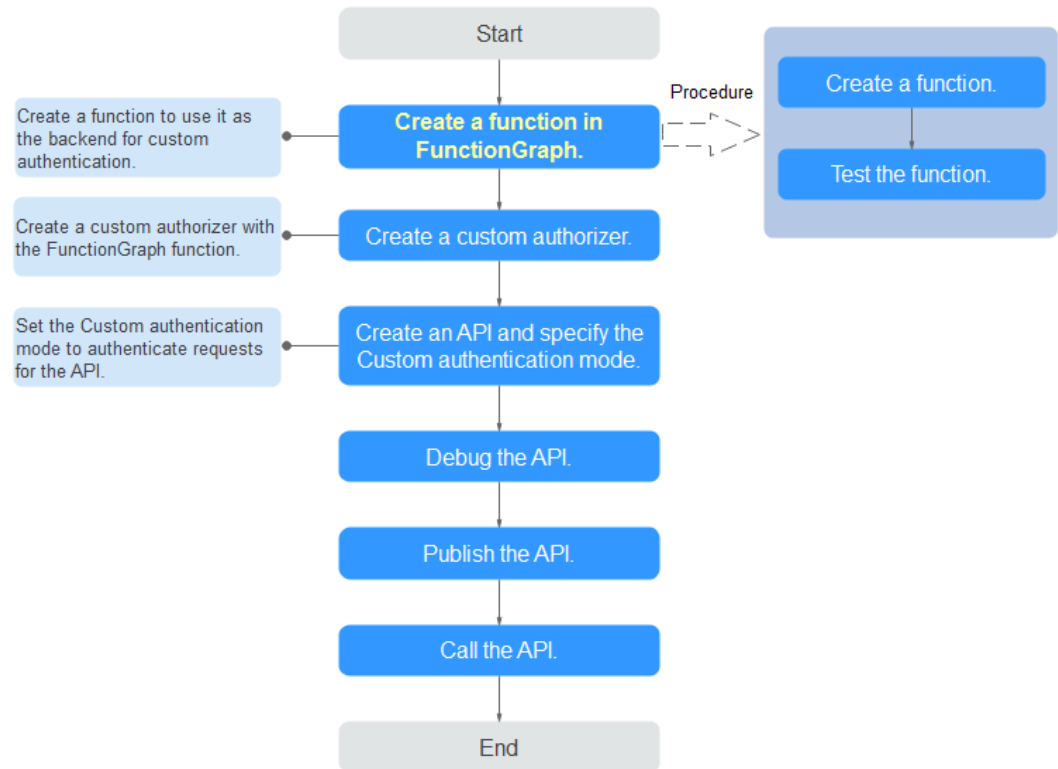 Start
Create a function to use it as
the backend for custom
authentication.
Create a function in
FunctionGraph.
Procedure
Create a function.
Test the function.
Create a custom authorizer with
the FunctionGraph function.
Create a custom authorizer.
Set the Custom authentication
mode to authenticate requests
for the API.
Create an API and specify the
Custom authentication mode.
Debug the API.
Publish the API.
Call the API.
End